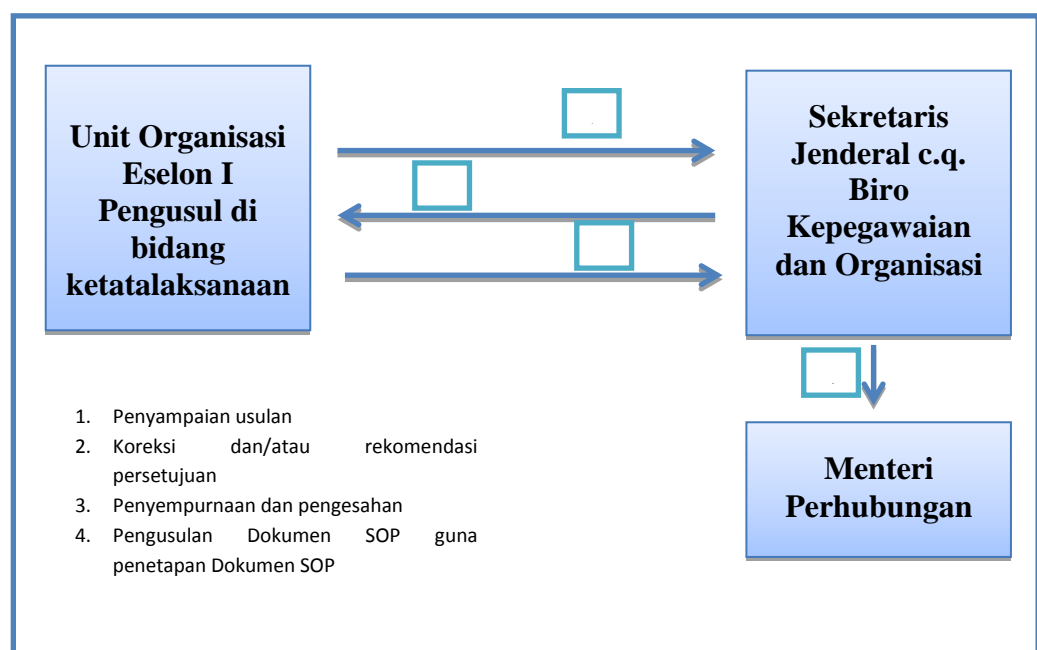 Unit Organisasi
Eselon I
Pengusul di
bidang
ketatalaksanaan
Sekretaris
Jenderal c.q.
Biro
Kepegawaian
dan Organisasi
1. Penyampaian usulan
2. Koreksi dan/atau rekomendasi
persetujuan
3. Penyempurnaan dan pengesahan
4. Pengusulan Dokumen SOP guna
penetapan Dokumen SOP
Menteri
Perhubungan